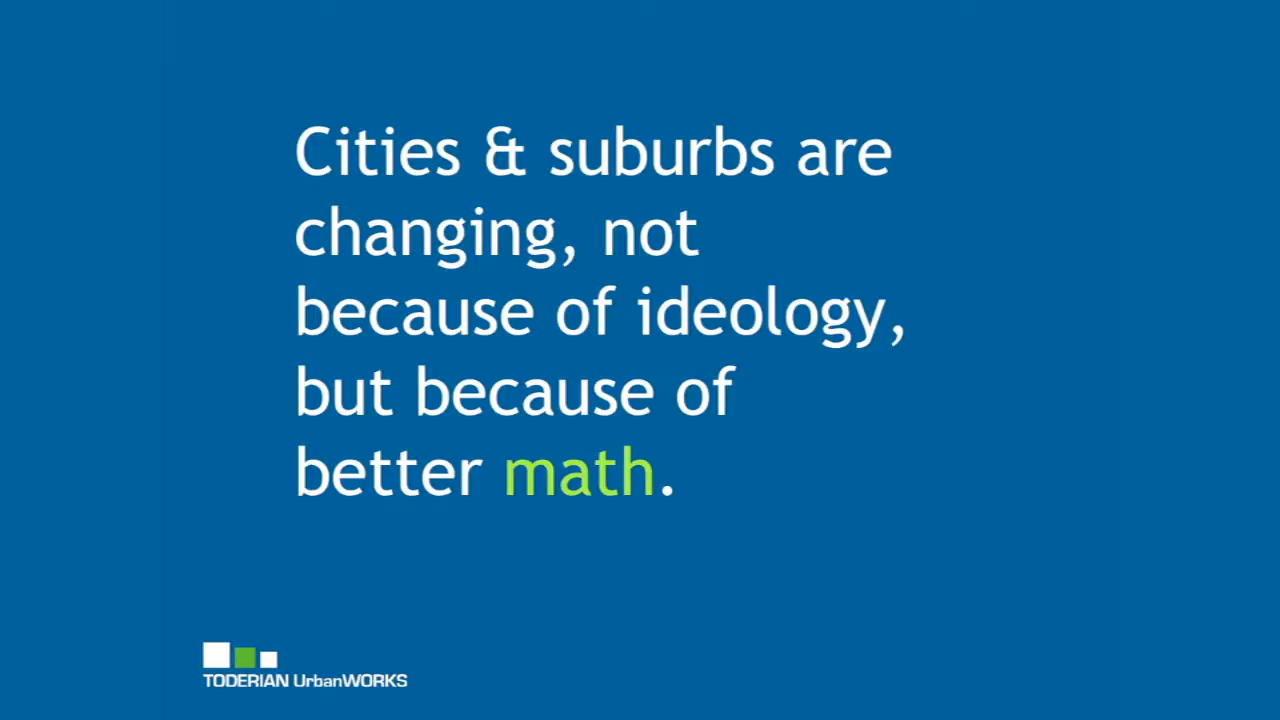 Cities & suburbs are
changing, not
because of ideology,
but because of
better math.
TODERIAN UrbanWORKS